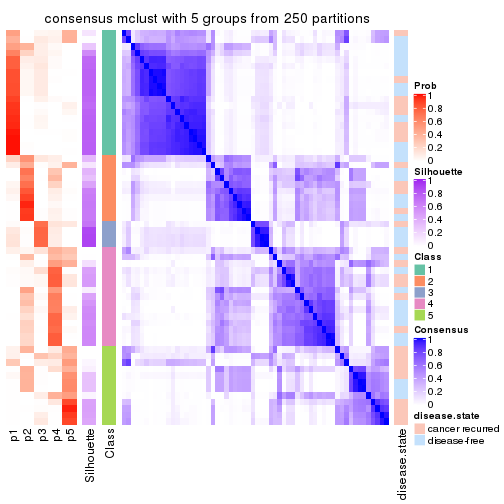 consensus mclust with 5 groups from 250 partitions
Prob
1
0.8
0.6
0.4
0.2
0
Silhouette
1
0.8
0.6
0.4
0.2
0
Class
1
2
3
4
5
Consensus
1
0.8
0.6
0.4
0.2
0
disease.state
cancer recurred
disease-free
p1
p2
p3
p4
p5
Silhouette
Class
disease.state